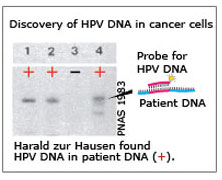 Discovery of HPV DNA in cancer cells
1 2 3 4
+ + − +
Probe for
HPV DNA
Patient DNA
PNAS 1983
Harald zur Hausen found
HPV DNA in patient DNA (+).